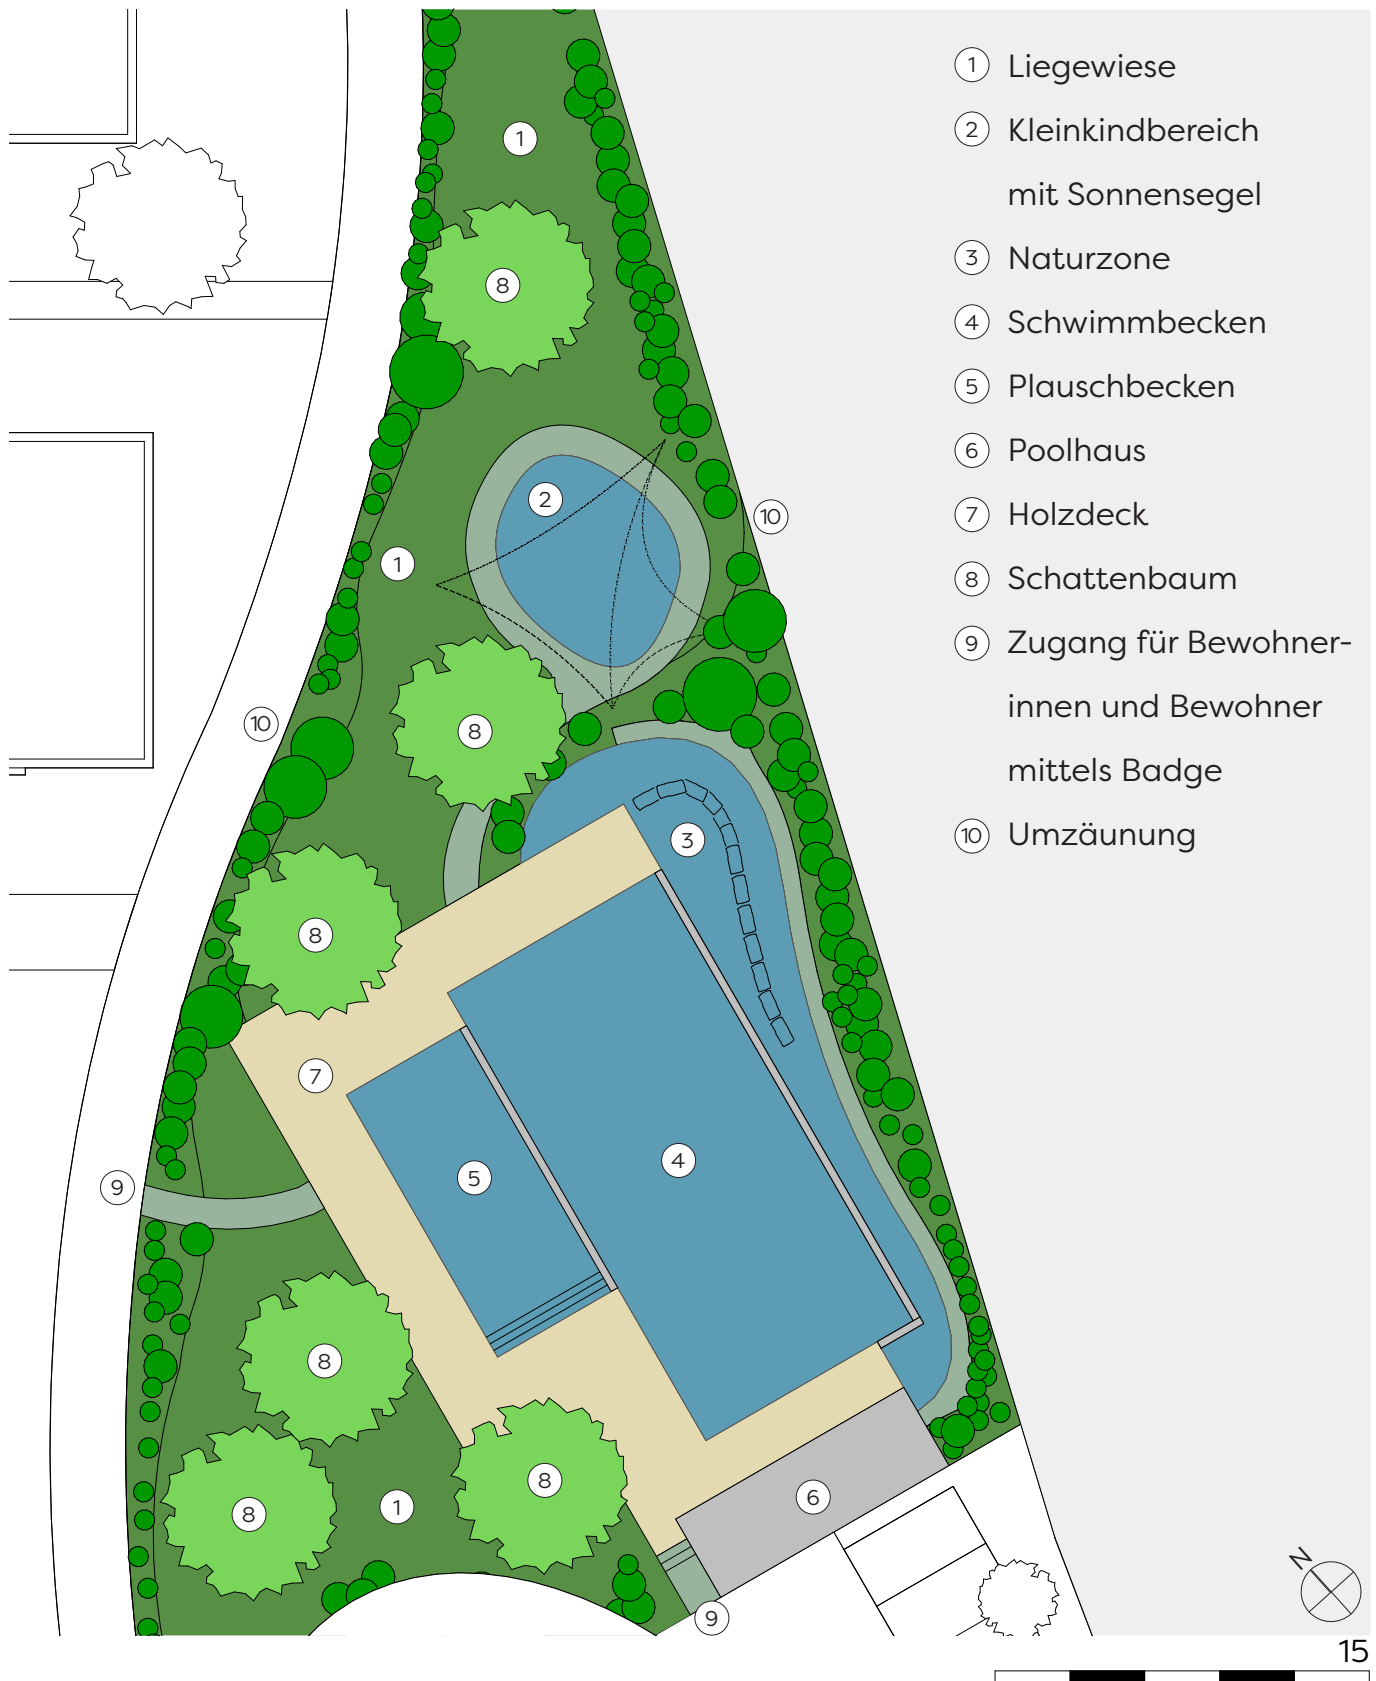 1 Liegewiese
2 Kleinkindbereich
mit Sonnensegel
3 Naturzone
4 Schwimmbecken
5 Plauschbecken
6 Poolhaus
7 Holzdeck
8 Schattenbaum
9 Zugang für Bewohner-
innen und Bewohner
mittels Badge
10 Umzäunung
1
8
2
10
1
10
8
3
8
7
4
5
9
8
8
6
1
8
9
N
15